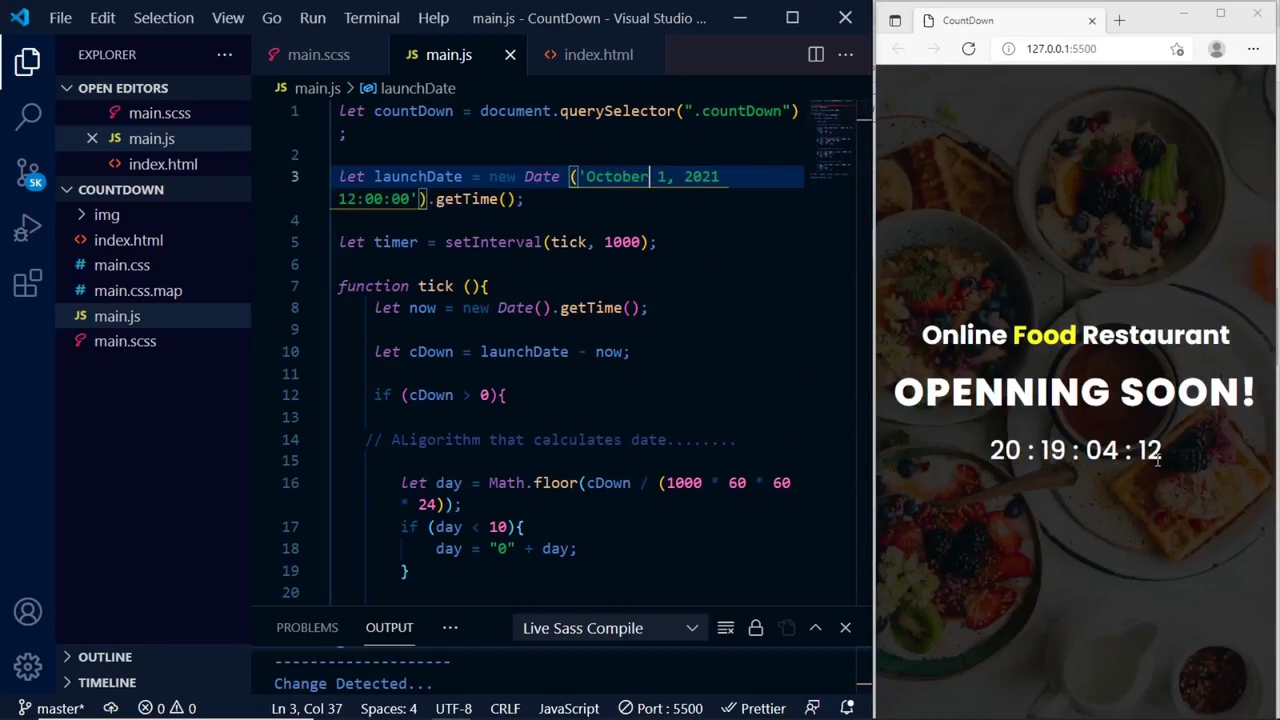 File Edit Selection View Go Run Terminal Help main.js - CountDown - Visual Studio ...
EXPLORER
OPEN EDITORS
main.scss
JS main.js
<> index.html
COUNTDOWN
img
<> index.html
# main.css
# main.css.map
JS main.js
main.scss
5K
OUTLINE
TIMELINE
main.scss JS main.js <> index.html
JS main.js > launchDate
1 let countDown = document.querySelector(".countDown")
;
2
3 let launchDate = new Date ('October 1, 2021
12:00:00').getTime();
4
5 let timer = setInterval(tick, 1000);
6
7 function tick (){
8 let now = new Date().getTime();
9
10 let cDown = launchDate - now;
11
12 if (cDown > 0){
13
14 // ALigorithm that calculates date........
15
16 let day = Math.floor(cDown / (1000 * 60 * 60
* 24));
17 if (day < 10){
18 day = "0" + day;
19 }
20
PROBLEMS OUTPUT ... Live Sass Compile
--------------------
Change Detected...
master* 0 0 Ln 3, Col 37 Spaces: 4 UTF-8 CRLF JavaScript Port : 5500 Prettier
CountDown
127.0.0.1:5500
Online Food Restaurant
OPENNING SOON!
20 : 19 : 04 : 12